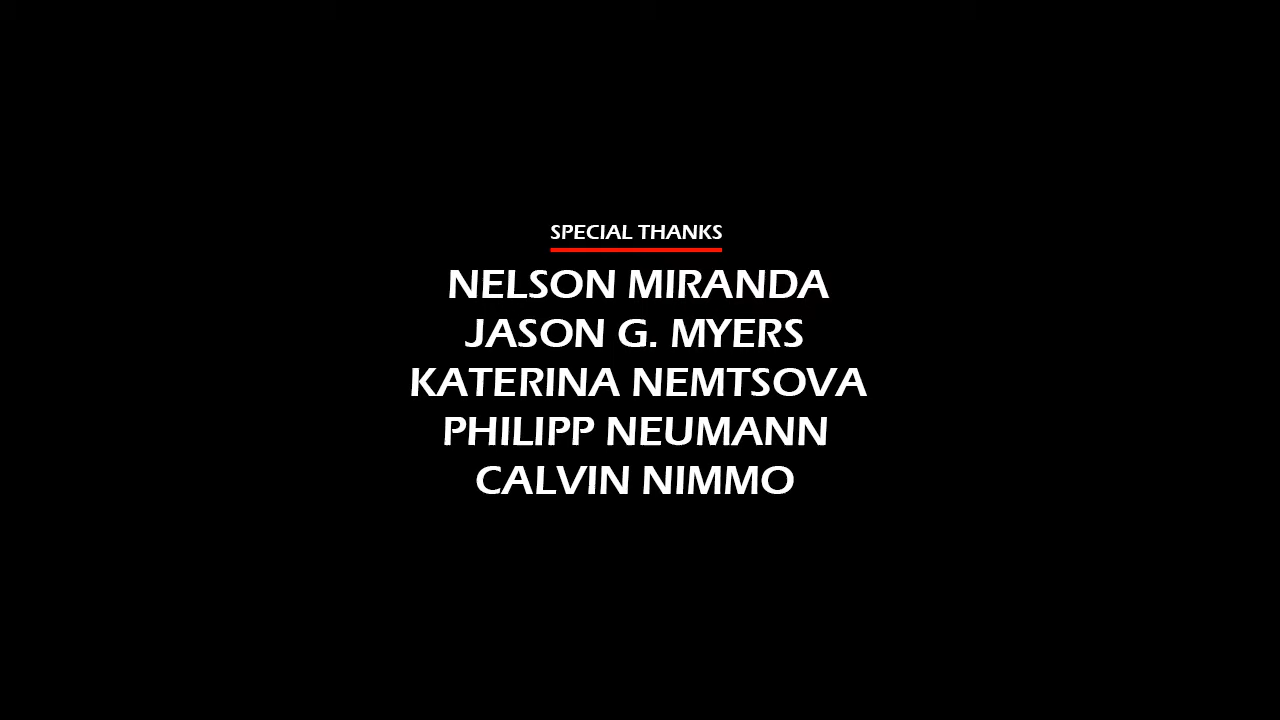 SPECIAL THANKS
NELSON MIRANDA
JASON G. MYERS
KATERINA NEMTSOVA
PHILIPP NEUMANN
CALVIN NIMMO